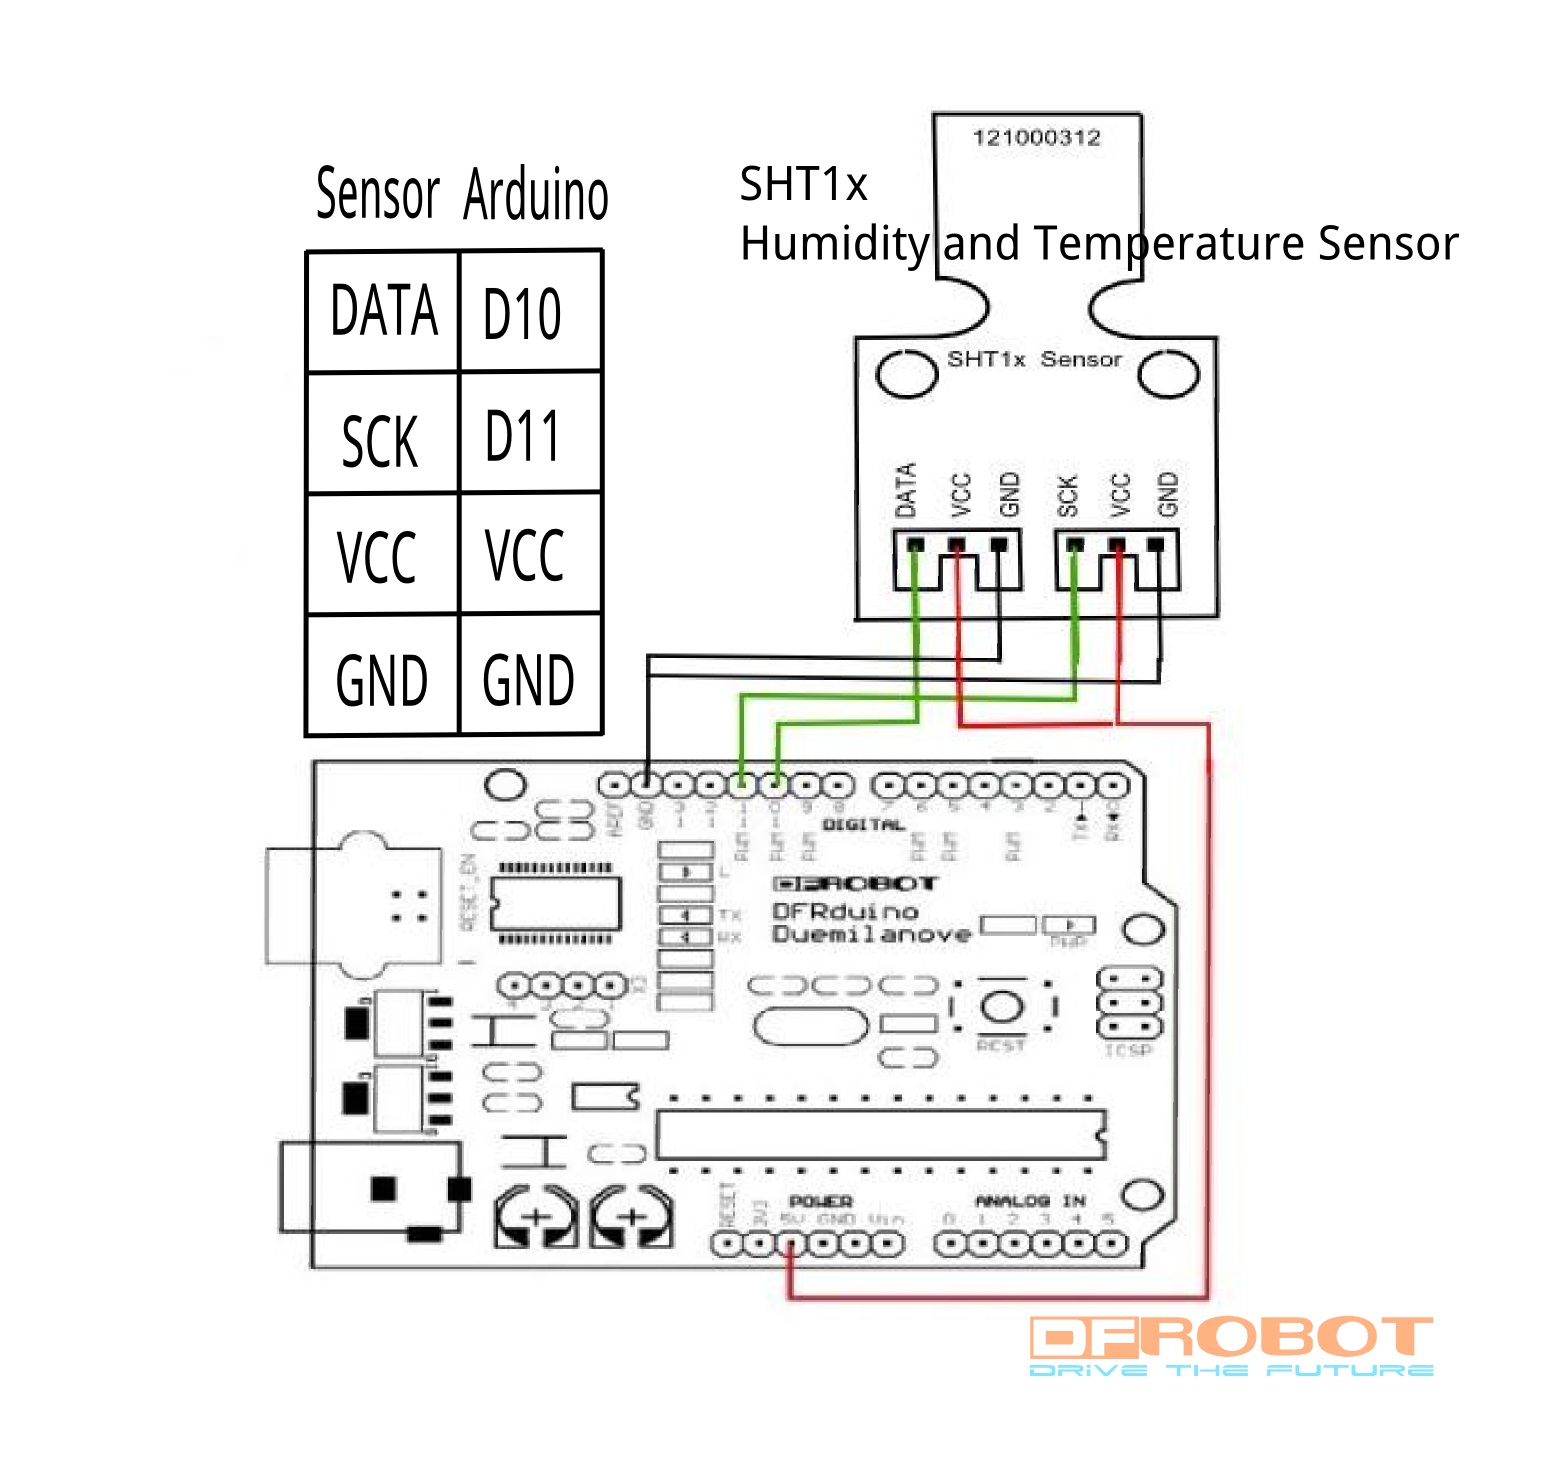 121000312
SHT1x
Humidity and Temperature Sensor
Sensor Arduino
DATA D10
SCK D11
VCC VCC
GND GND
SHT1x Sensor
DATA VCC GND SCK VCC GND
AREF GND 13 12 11 10 9 8 7 6 5 4 3 2 TX 1 RX 0
PWM PWM PWM PWM PWM PWM
DIGITAL
DFROBOT
DFRduino
Duemilanove
RESET_EN
L
TX
RX
PWR
X3
RST
ICSP
POWER
ANALOG IN
RESET 3V3 5V GND Vin 0 1 2 3 4 5
DFROBOT
DRIVE THE FUTURE